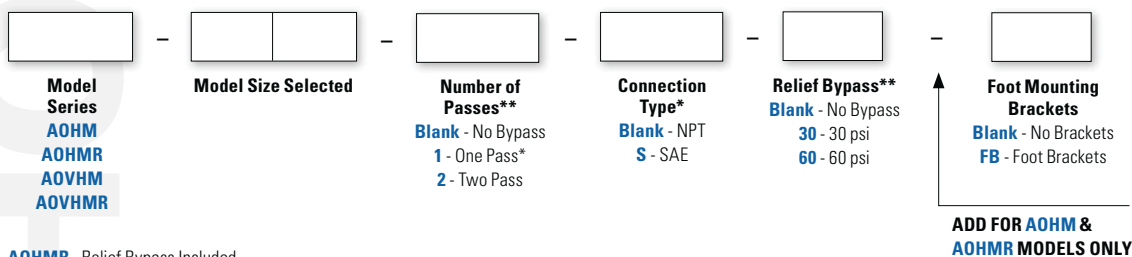 – – – – –
Model Series
AOHM
AOHMR
AOVHM
AOVHMR
Model Size Selected
Number of
Passes**
Blank - No Bypass
1 - One Pass*
2 - Two Pass
Connection
Type*
Blank - NPT
S - SAE
Relief Bypass**
Blank - No Bypass
30 - 30 psi
60 - 60 psi
Foot Mounting
Brackets
Blank - No Brackets
FB - Foot Brackets
ADD FOR AOHM &
AOHMR MODELS ONLY
AOHMR - Relief Bypass Included